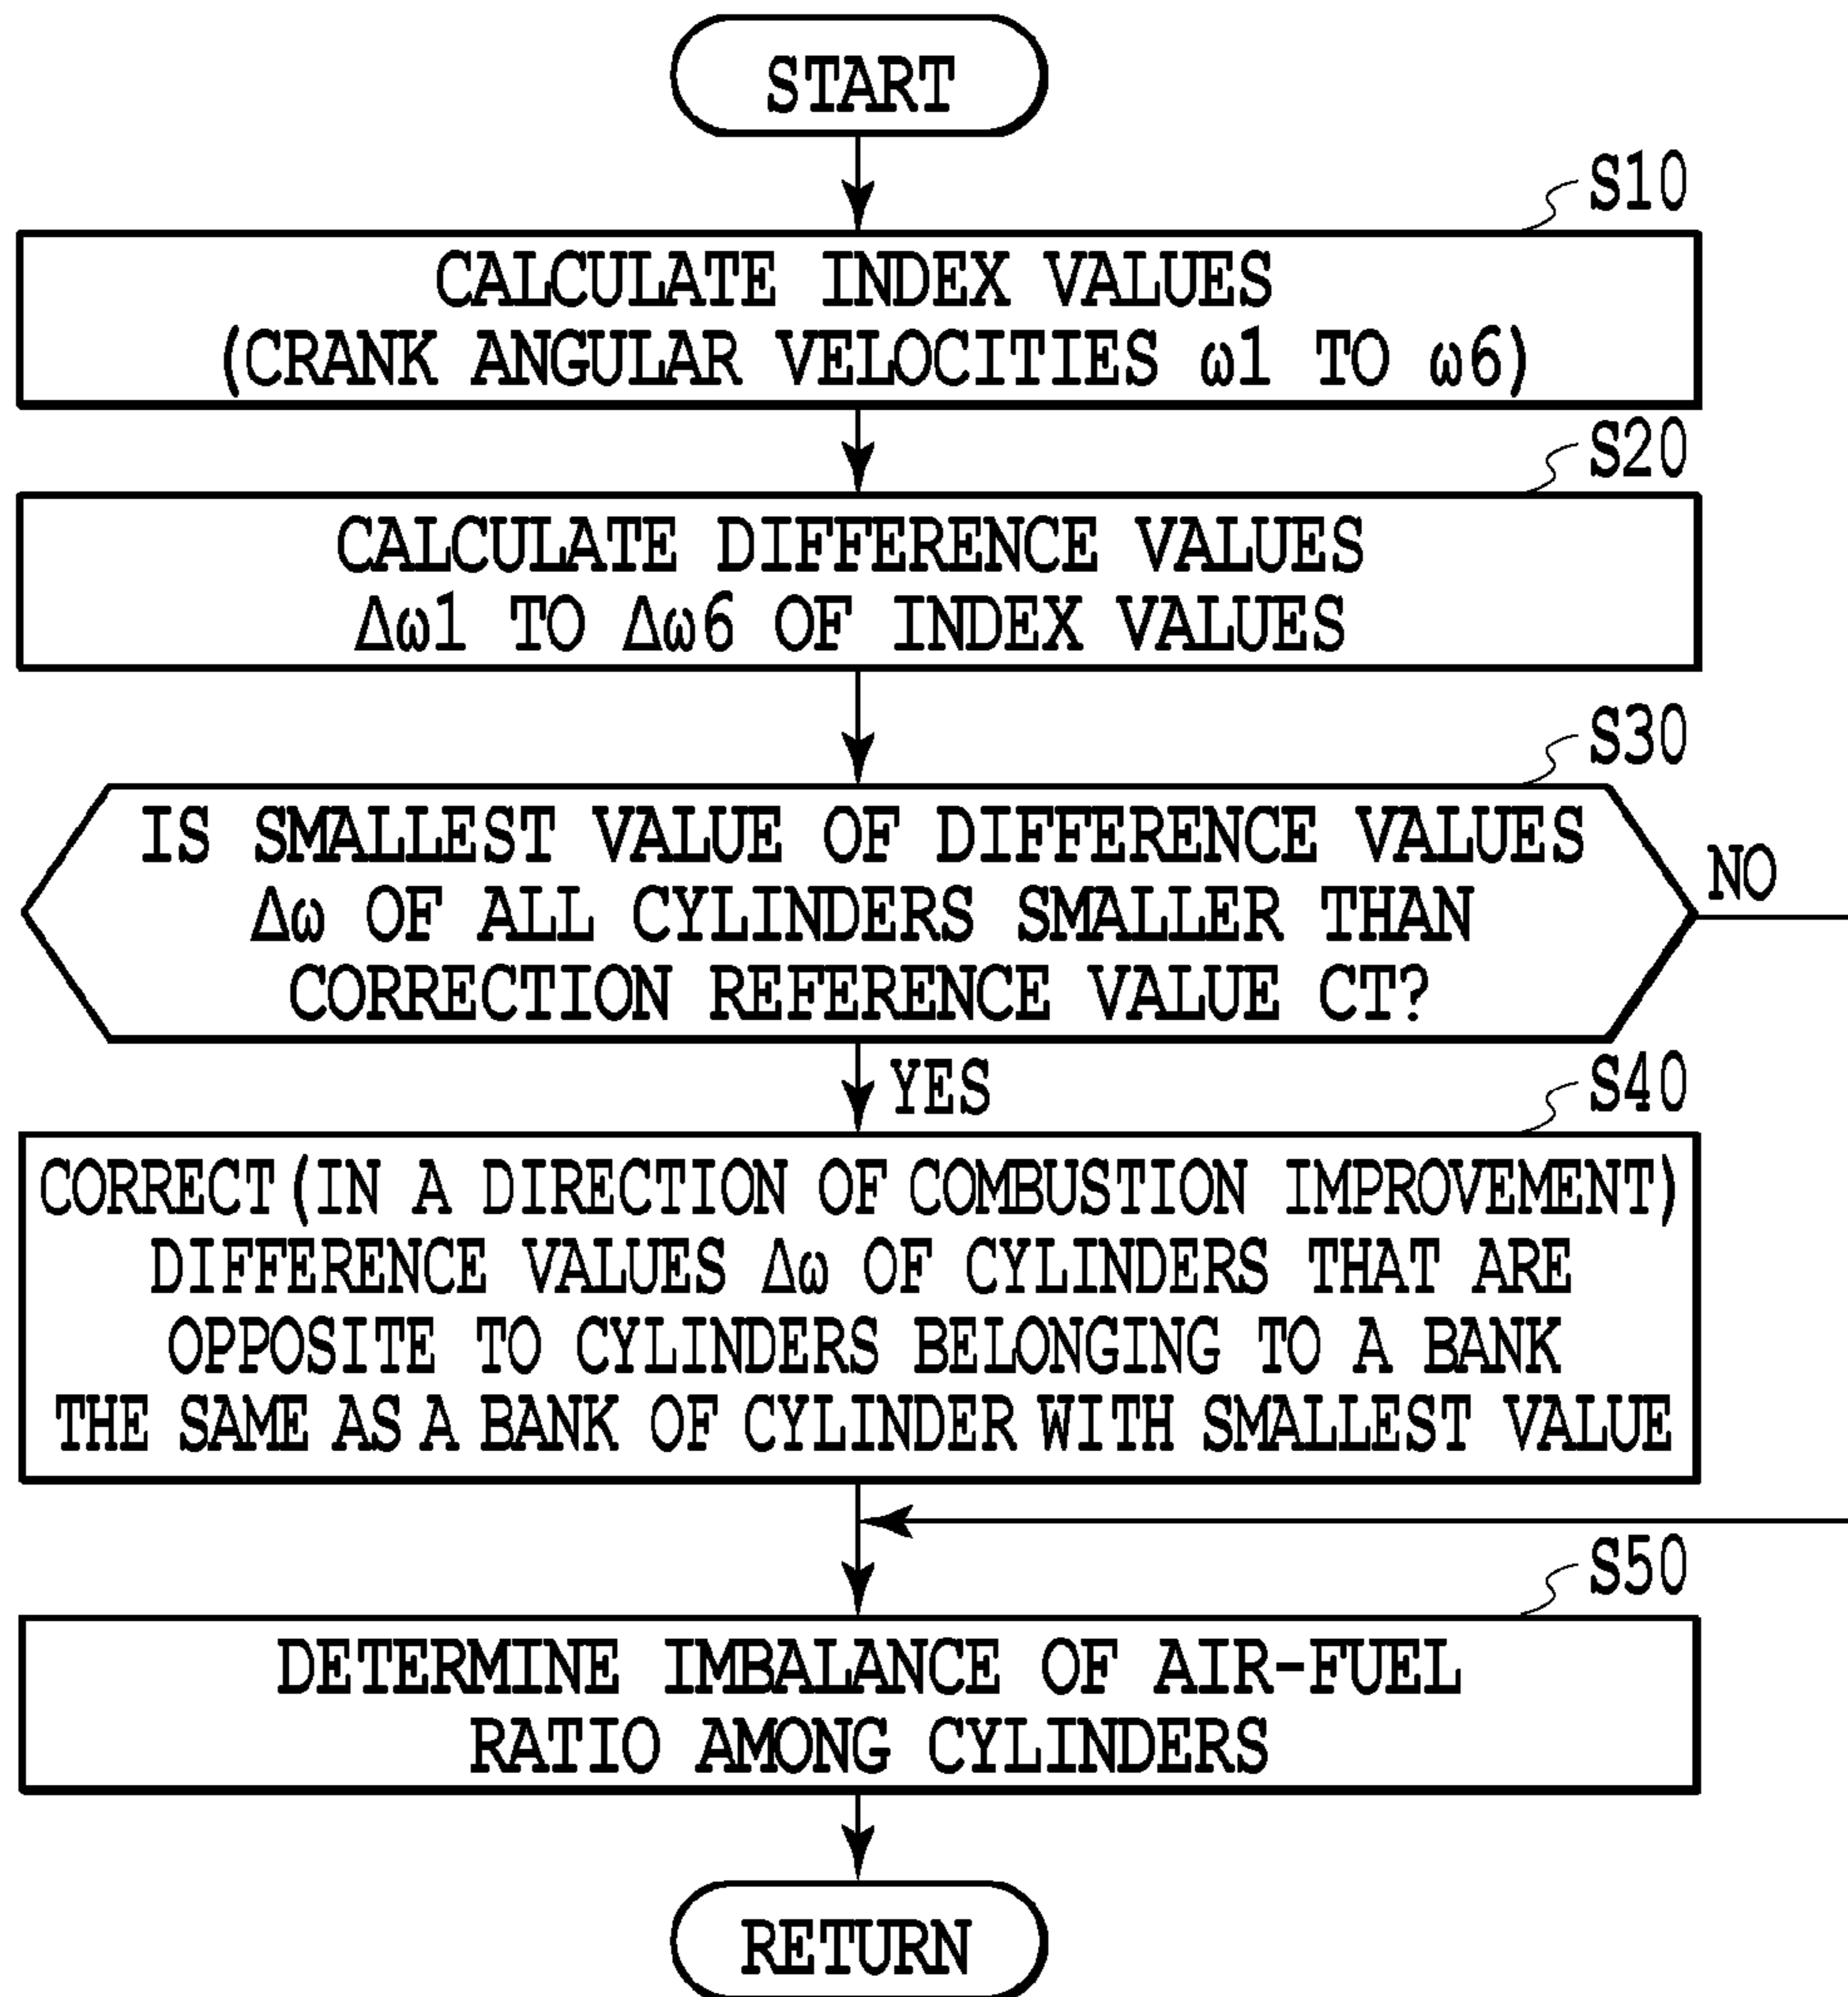 START
S10
CALCULATE INDEX VALUES
(CRANK ANGULAR VELOCITIES ω1 TO ω6)
S20
CALCULATE DIFFERENCE VALUES
Δω1 TO Δω6 OF INDEX VALUES
S30
IS SMALLEST VALUE OF DIFFERENCE VALUES
Δω OF ALL CYLINDERS SMALLER THAN
CORRECTION REFERENCE VALUE CT?
NO
YES
S40
CORRECT(IN A DIRECTION OF COMBUSTION IMPROVEMENT)
DIFFERENCE VALUES Δω OF CYLINDERS THAT ARE
OPPOSITE TO CYLINDERS BELONGING TO A BANK
THE SAME AS A BANK OF CYLINDER WITH SMALLEST VALUE
S50
DETERMINE IMBALANCE OF AIR-FUEL
RATIO AMONG CYLINDERS
RETURN